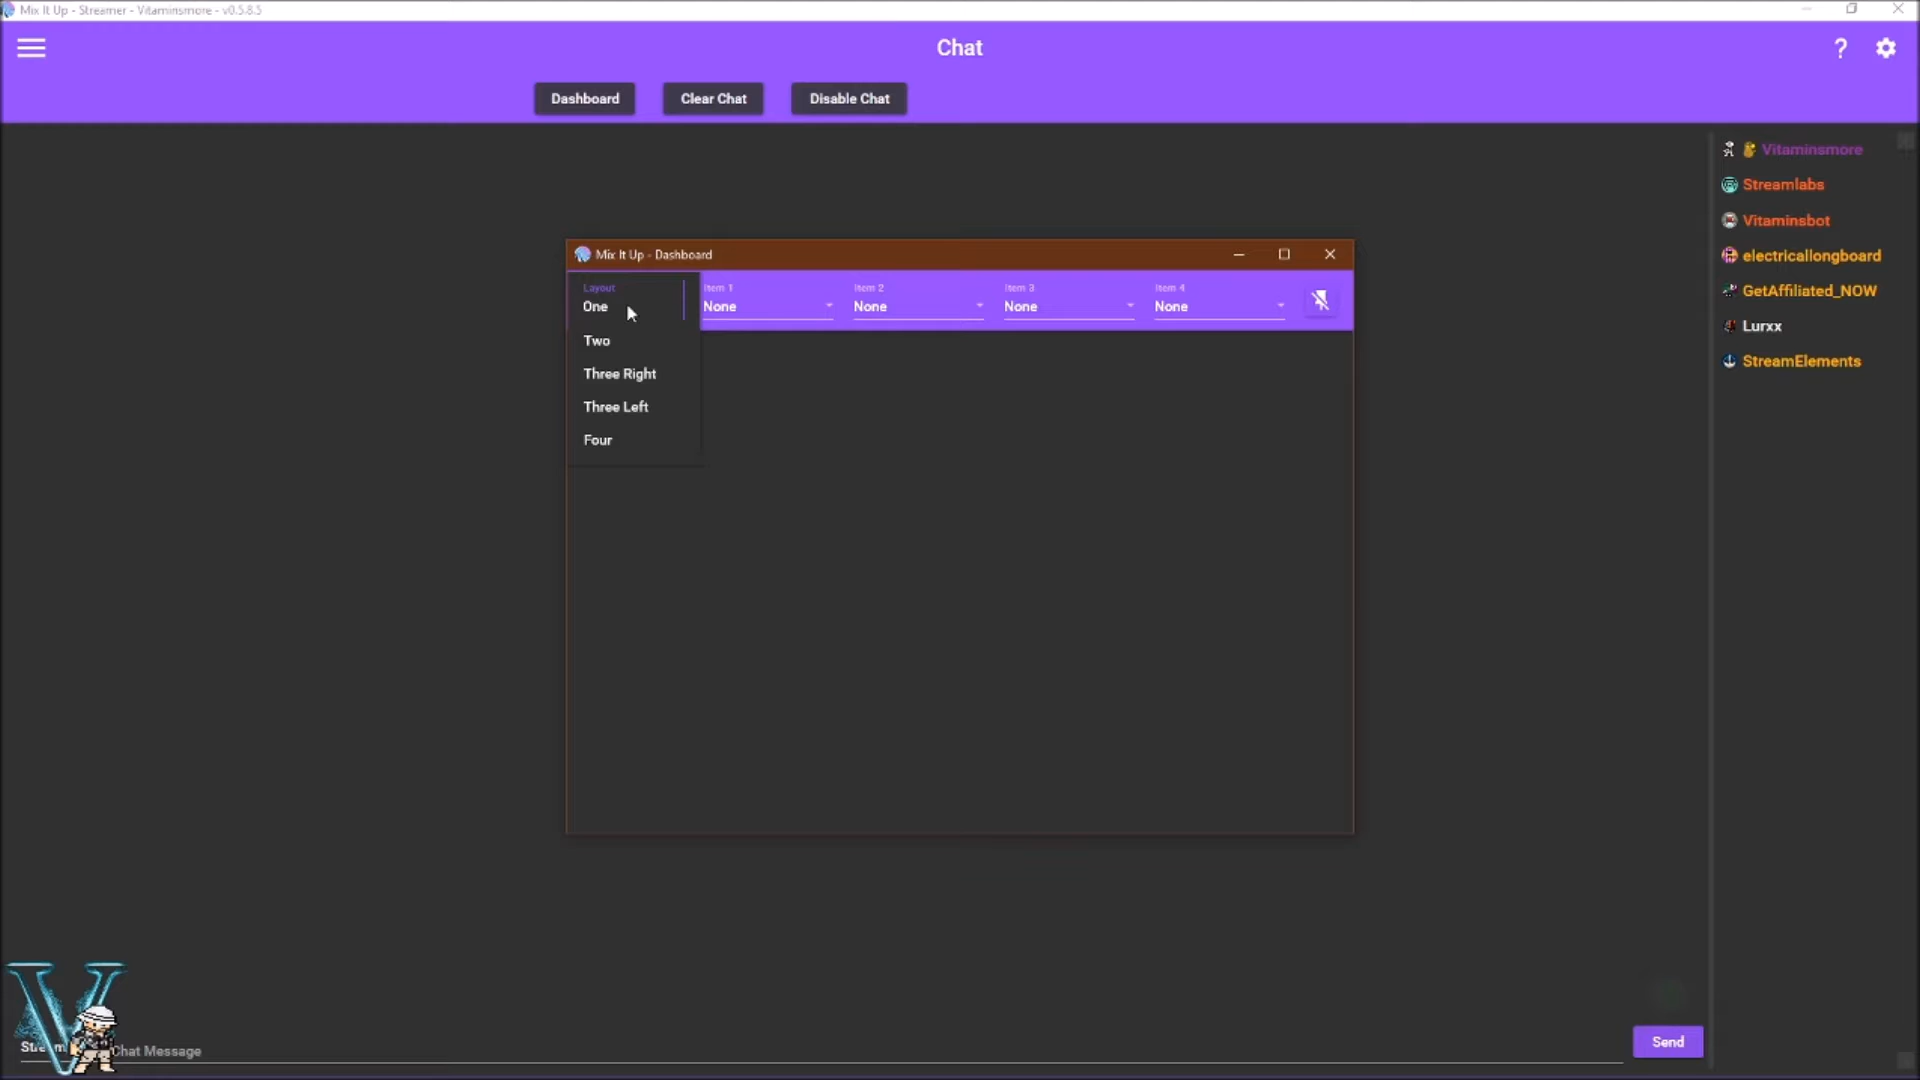 Mix It Up - Streamer - Vitaminsmore - v0.5.8.5
Chat
?
Dashboard
Clear Chat
Disable Chat
Vitaminsmore
Streamlabs
Vitaminsbot
electricallongboard
GetAffiliated_NOW
Lurxx
StreamElements
Mix It Up - Dashboard
Layout
One
Two
Three Right
Three Left
Four
Item 1
None
Item 2
None
Item 3
None
Item 4
None
V
Chat Message
Send